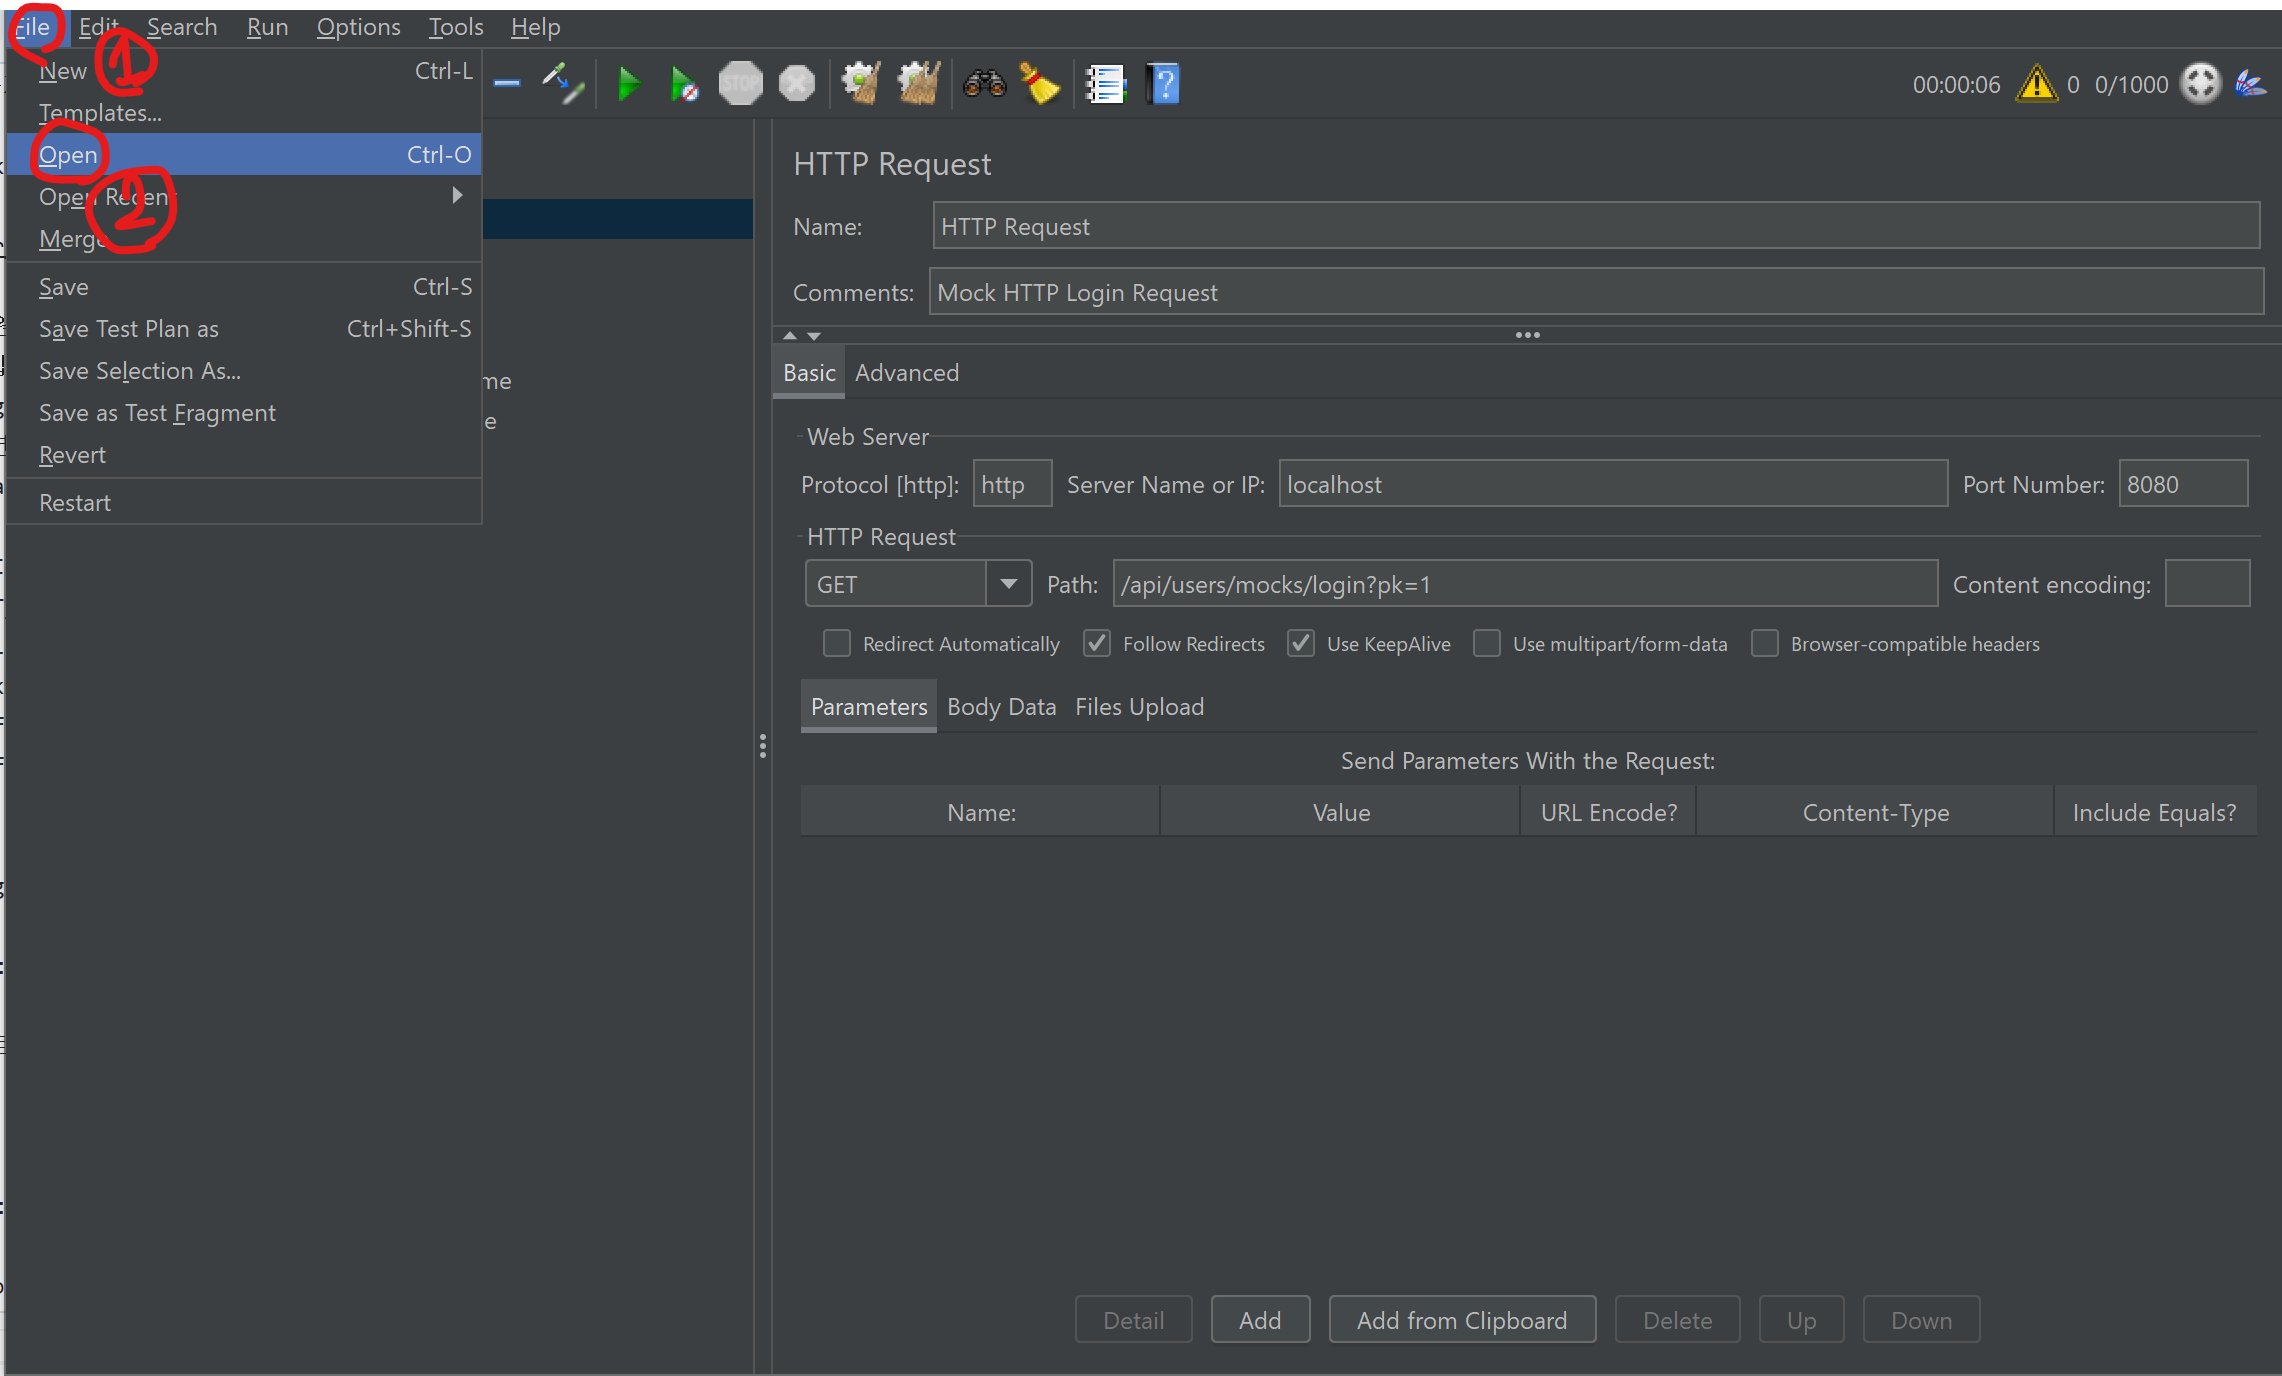 File Edit Search Run Options Tools Help
1
New Ctrl-L
STOP
00:00:06 0 0/1000
Templates...
Open Ctrl-O
Open Recent
2
Merge
Save Ctrl-S
Save Test Plan as Ctrl+Shift-S
Save Selection As...
Save as Test Fragment
Revert
Restart
me
e
HTTP Request
Name: HTTP Request
Comments: Mock HTTP Login Request
Basic Advanced
Web Server
Protocol [http]: http Server Name or IP: localhost Port Number: 8080
HTTP Request
GET Path: /api/users/mocks/login?pk=1 Content encoding:
Redirect Automatically Follow Redirects Use KeepAlive Use multipart/form-data Browser-compatible headers
Parameters Body Data Files Upload
Send Parameters With the Request:
Name: Value URL Encode? Content-Type Include Equals?
Detail Add Add from Clipboard Delete Up Down